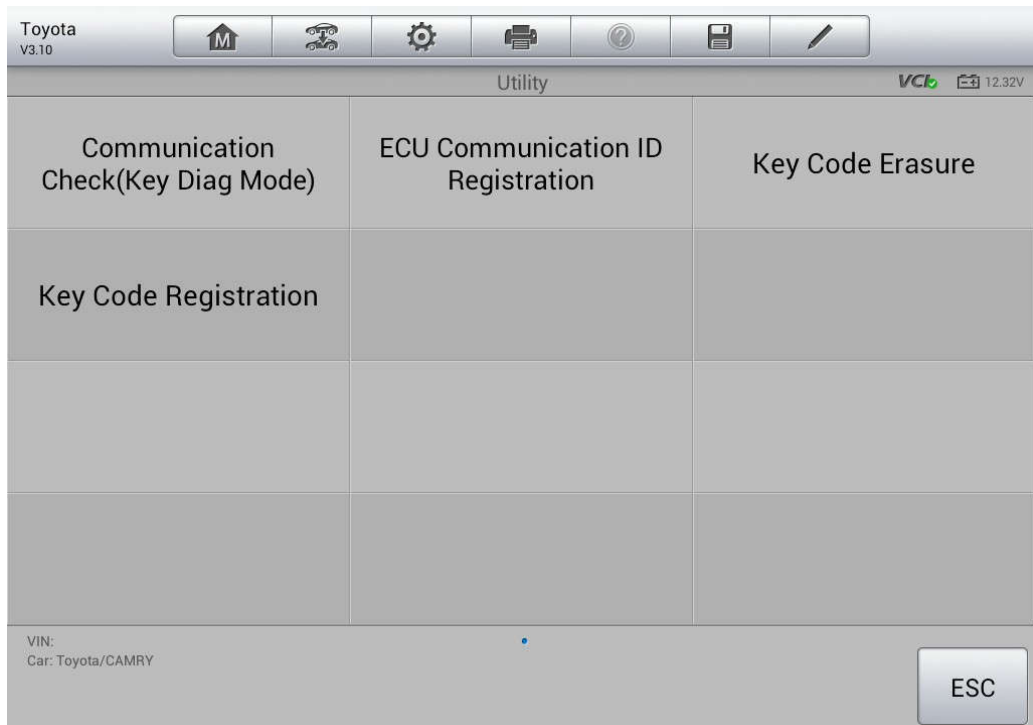 Toyota
V3.10
M
Utility
VCI
12.32V
Communication
Check(Key Diag Mode)
ECU Communication ID
Registration
Key Code Erasure
Key Code Registration
VIN:
Car: Toyota/CAMRY
ESC